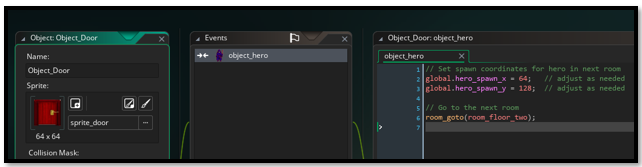 Object: Object_Door
Name:
Object_Door
Sprite:
64 x 64
sprite_door
...
Collision Mask:
Events
object_hero
Object_Door: object_hero
object_hero
1 // Set spawn coordinates for hero in next room
2 global.hero_spawn_x = 64;   // adjust as needed
3 global.hero_spawn_y = 128;  // adjust as needed
4
5 // Go to the next room
6 room_goto(room_floor_two);
7